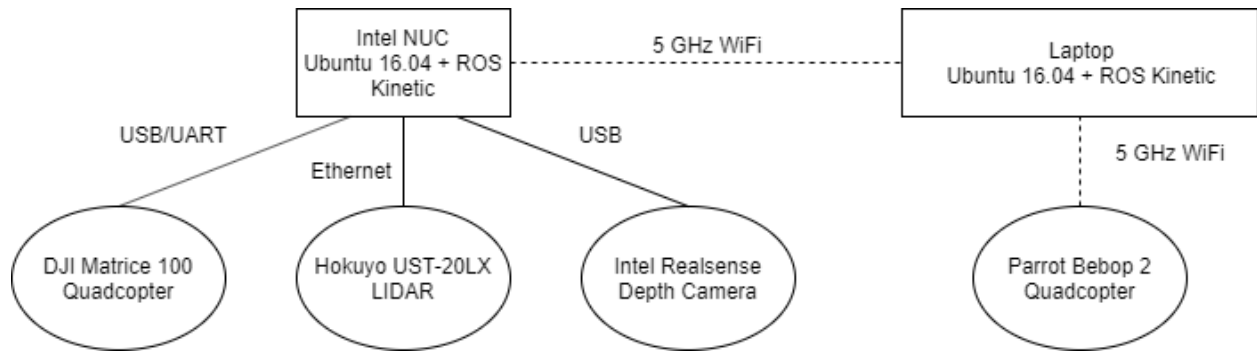 Intel NUC
Ubuntu 16.04 + ROS
Kinetic
5 GHz WiFi
Laptop
Ubuntu 16.04 + ROS Kinetic
USB/UART
Ethernet
USB
5 GHz WiFi
DJI Matrice 100
Quadcopter
Hokuyo UST-20LX
LIDAR
Intel Realsense
Depth Camera
Parrot Bebop 2
Quadcopter